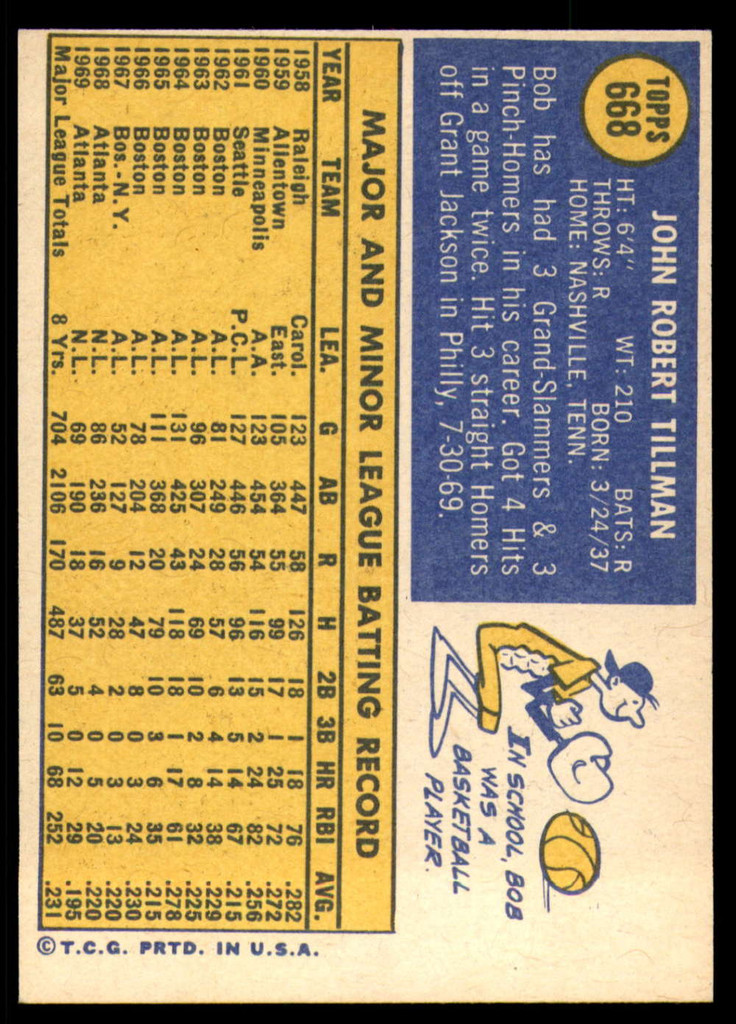 TOPPS
668
JOHN ROBERT TILLMAN
HT: 6'4" WT: 210 BATS: R
THROWS: R BORN: 3/24/37
HOME: NASHVILLE, TENN.
Bob has had 3 Grand-Slammers & 3
Pinch-Homers in his career. Got 4 Hits
in a game twice. Hit 3 straight Homers
off Grant Jackson in Philly, 7-30-69.
IN SCHOOL, BOB
WAS A
BASKETBALL
PLAYER.
MAJOR AND MINOR LEAGUE BATTING RECORD
YEAR TEAM LEA. G AB R H 2B 3B HR RBI AVG.
1958 Raleigh Carol. 123 447 58 126 18 1 18 76 .282
1959 Allentown East. 105 364 55 99 17 1 25 72 .272
1960 Minneapolis A.A. 123 454 54 116 15 2 24 82 .256
1961 Seattle P.C.L. 127 446 56 96 13 5 14 67 .215
1962 Boston A.L. 81 249 28 57 6 4 14 38 .229
1963 Boston A.L. 96 307 24 69 10 2 8 32 .225
1964 Boston A.L. 131 425 43 118 18 1 17 61 .278
1965 Boston A.L. 111 368 20 79 10 3 6 35 .215
1966 Boston A.L. 78 204 12 47 8 0 3 24 .230
1967 Bos.-N.Y. A.L. 52 127 9 28 2 0 3 13 .220
1968 Atlanta N.L. 86 236 16 52 4 0 5 20 .220
1969 Atlanta N.L. 69 190 18 37 5 0 12 29 .195
Major League Totals 8 Yrs. 704 2106 170 487 63 10 68 252 .231
© T.C.G. PRTD. IN U.S.A.